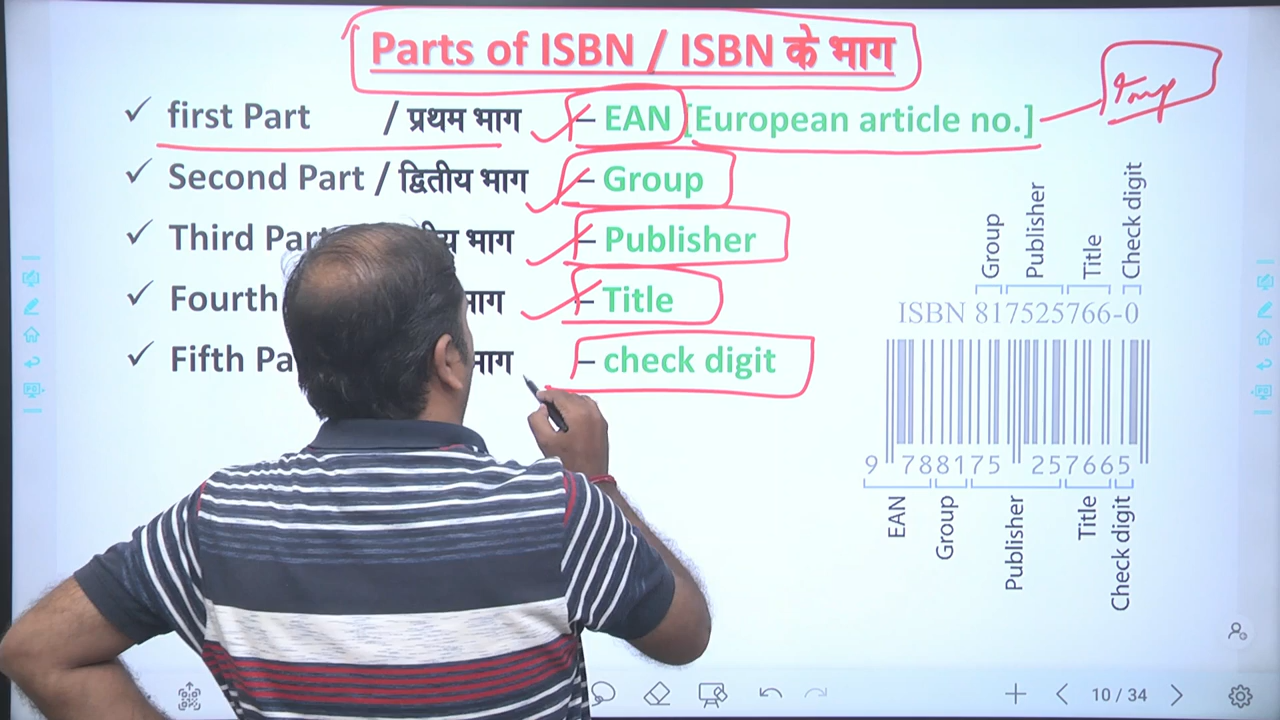 Parts of ISBN / ISBN के भाग
✓ first Part / प्रथम भाग – EAN [European article no.]
✓ Second Part / द्वितीय भाग – Group
✓ Third Part भाग – Publisher
✓ Fourth भाग – Title
✓ Fifth भाग – check digit
Group
Publisher
Title
Check digit
ISBN 817525766-0
9 788175 257665
EAN
Group
Publisher
Title
Check digit
10 / 34